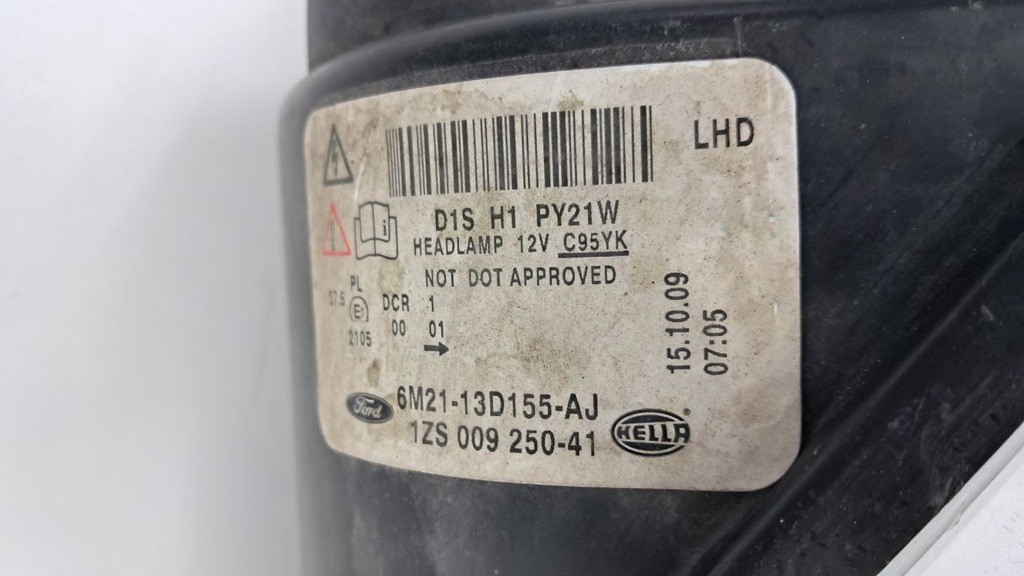 LHD
D1S H1 PY21W
HEADLAMP 12V C95YK
NOT DOT APPROVED
PL
37.5 E1 DCR 1
2105 00 01
15.10.09
07:05
Ford 6M21-13D155-AJ
1ZS 009 250-41 HELLA ®